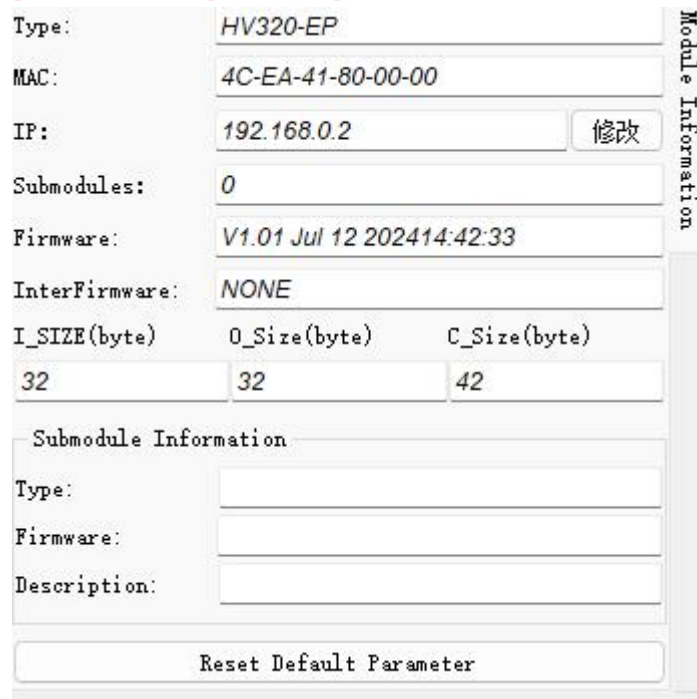 Type: HV320-EP
MAC: 4C-EA-41-80-00-00
IP: 192.168.0.2 修改
Submodules: 0
Firmware: V1.01 Jul 12 202414:42:33
InterFirmware: NONE
I_SIZE(byte) O_Size(byte) C_Size(byte)
32 32 42
Submodule Information
Type:
Firmware:
Description:
Reset Default Parameter
Module Information